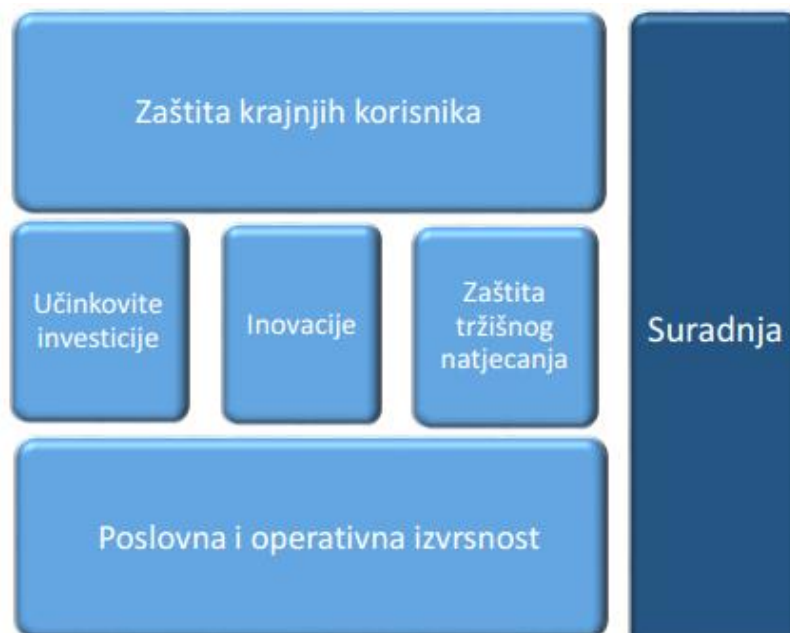 Zaštita krajnjih korisnika
Učinkovite
investicije
Inovacije
Zaštita
tržišnog
natjecanja
Suradnja
Poslovna i operativna izvrsnost